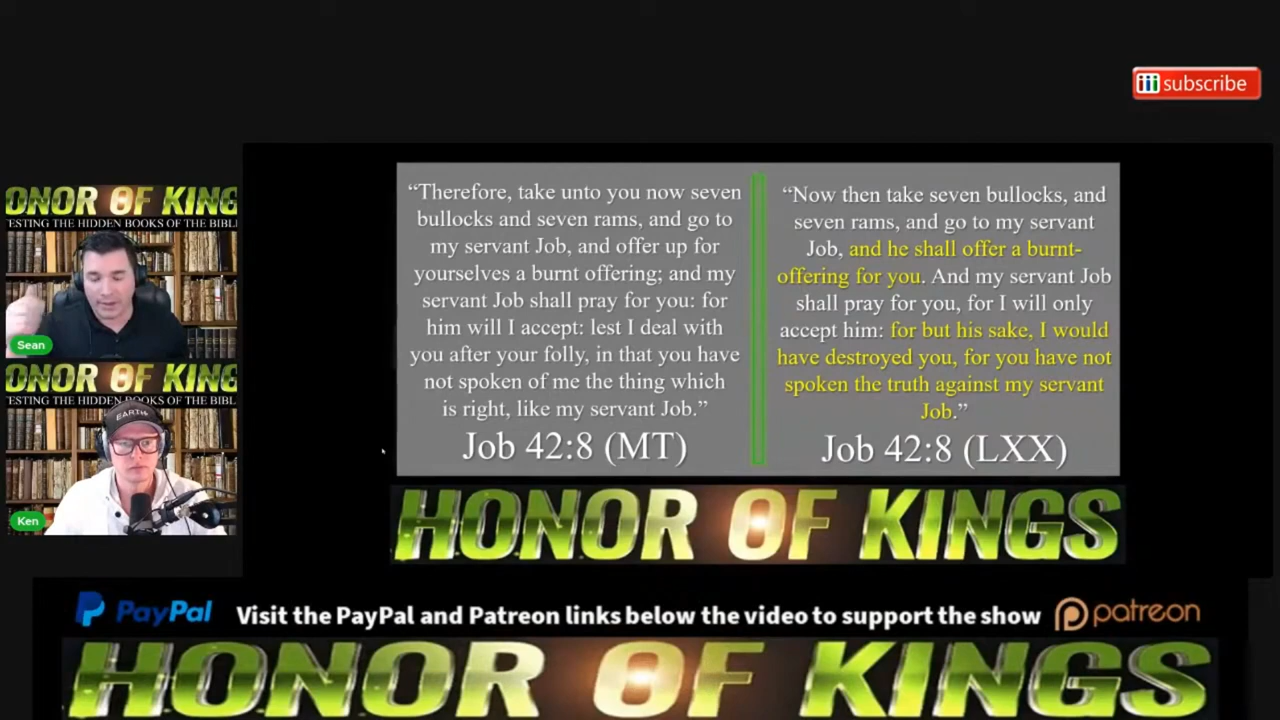 subscribe
ONOR OF KING
ESTING THE HIDDEN BOOKS OF THE BIBL
Sean
ONOR OF KING
ESTING THE HIDDEN BOOKS OF THE BIBL
EARTH
Ken
“Therefore, take unto you now seven
bullocks and seven rams, and go to
my servant Job, and offer up for
yourselves a burnt offering; and my
servant Job shall pray for you: for
him will I accept: lest I deal with
you after your folly, in that you have
not spoken of me the thing which
is right, like my servant Job.”
Job 42:8 (MT)
“Now then take seven bullocks, and
seven rams, and go to my servant
Job, and he shall offer a burnt-
offering for you. And my servant Job
shall pray for you, for I will only
accept him: for but his sake, I would
have destroyed you, for you have not
spoken the truth against my servant
Job.”
Job 42:8 (LXX)
HONOR OF KINGS
PayPal Visit the PayPal and Patreon links below the video to support the show patreon
HONOR OF KINGS